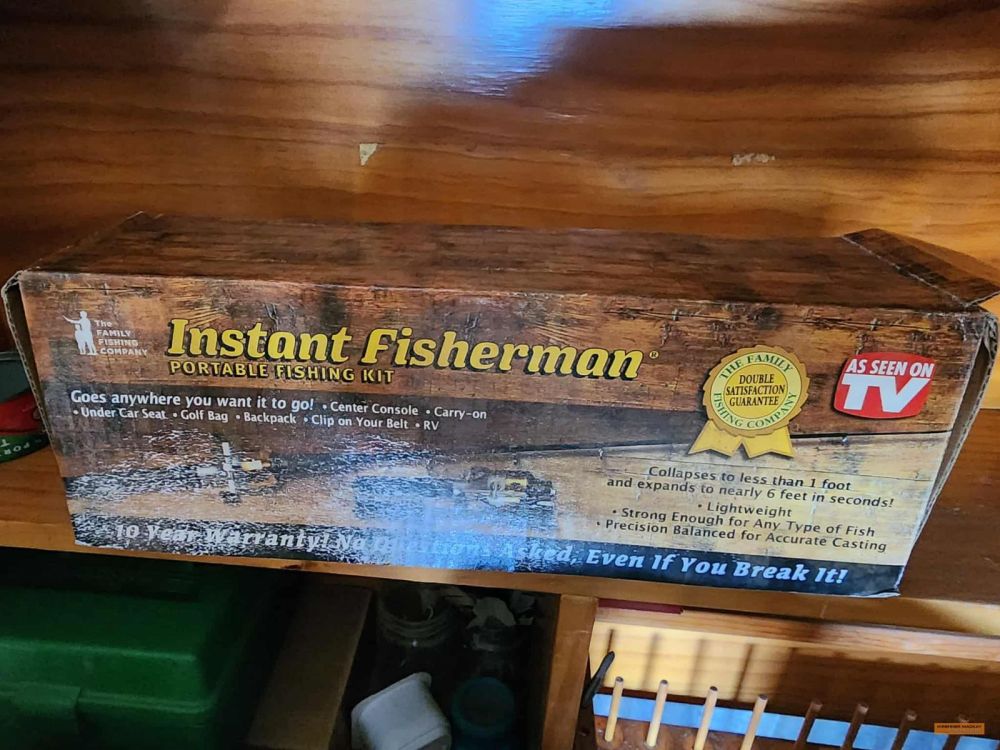 The
FAMILY
FISHING
COMPANY
Instant Fisherman®
PORTABLE FISHING KIT
Goes anywhere you want it to go! • Center Console • Carry-on
• Under Car Seat • Golf Bag • Backpack • Clip on Your Belt • RV
THE FAMILY
DOUBLE
SATISFACTION
GUARANTEE
FISHING COMPANY
AS SEEN ON
TV
Collapses to less than 1 foot
and expands to nearly 6 feet in seconds!
• Lightweight
• Strong Enough for Any Type of Fish
• Precision Balanced for Accurate Casting
10 Year Warranty! No Questions Asked, Even If You Break It!